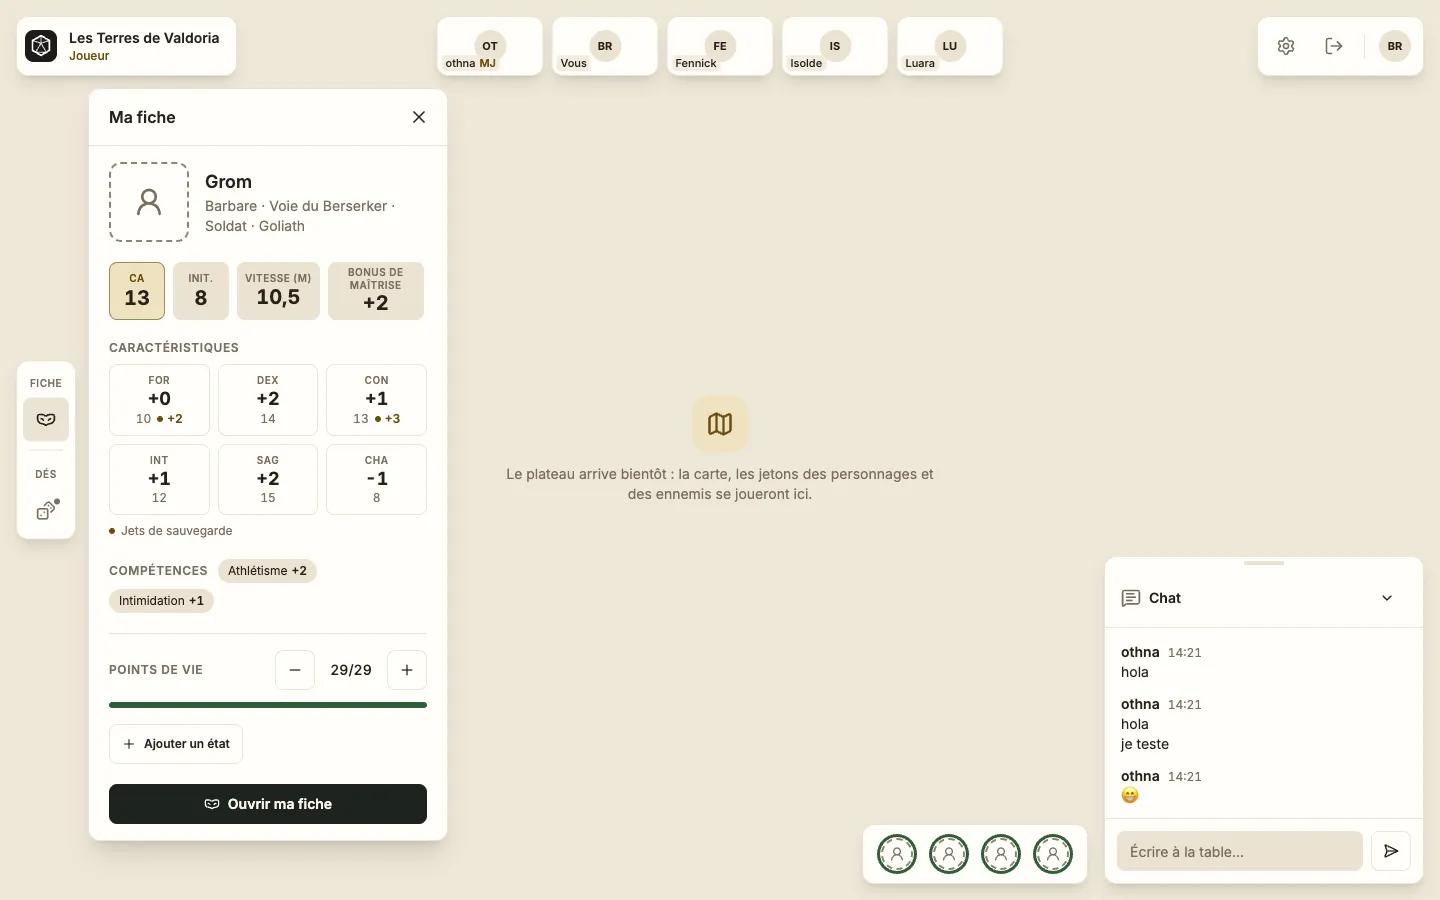 Les Terres de Valdoria
Joueur
OT
othna MJ
BR
Vous
FE
Fennick
IS
Isolde
LU
Luara
BR
Ma fiche
Grom
Barbare · Voie du Berserker ·
Soldat · Goliath
CA
13
INIT.
8
VITESSE (M)
10,5
BONUS DE
MAÎTRISE
+2
CARACTÉRISTIQUES
FOR
+0
10 • +2
DEX
+2
14
CON
+1
13 • +3
INT
+1
12
SAG
+2
15
CHA
-1
8
• Jets de sauvegarde
COMPÉTENCES Athlétisme +2
Intimidation +1
POINTS DE VIE − 29/29 +
+ Ajouter un état
Ouvrir ma fiche
FICHE
DÉS
Le plateau arrive bientôt : la carte, les jetons des personnages et
des ennemis se joueront ici.
Chat
othna 14:21
hola
othna 14:21
hola
je teste
othna 14:21
😁
Écrire à la table...